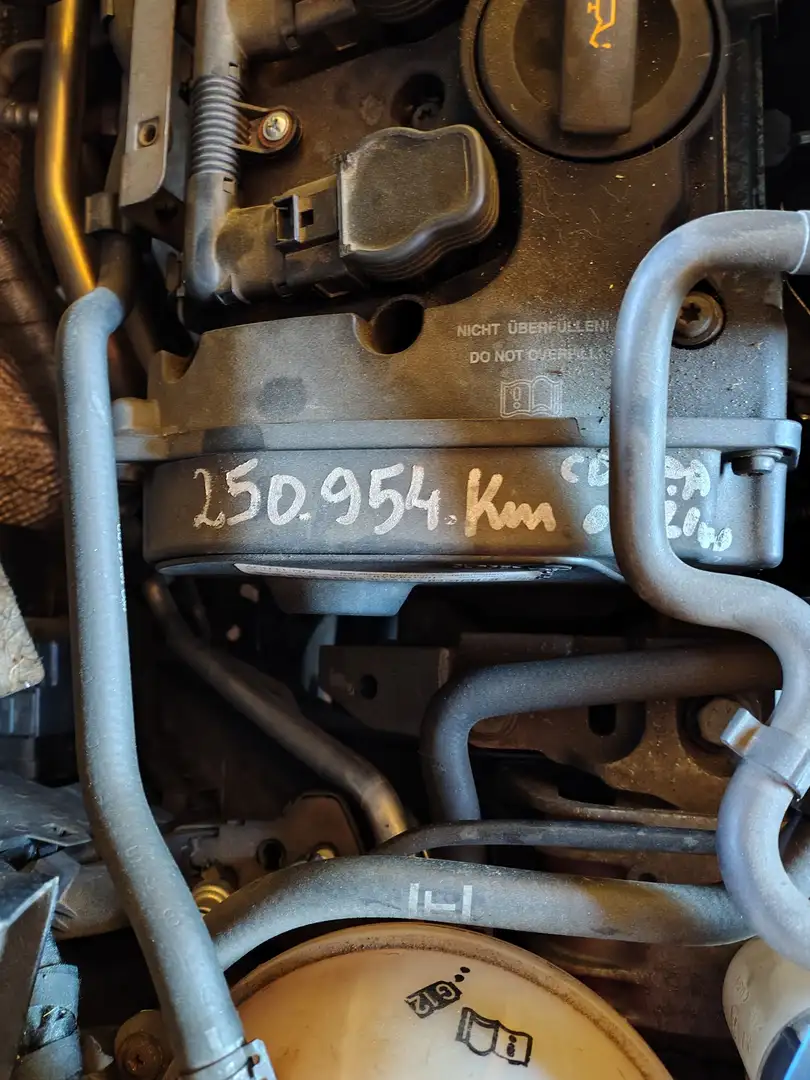 NICHT ÜBERFÜLLEN!
DO NOT OVERFILL!
250.954.Km
G12